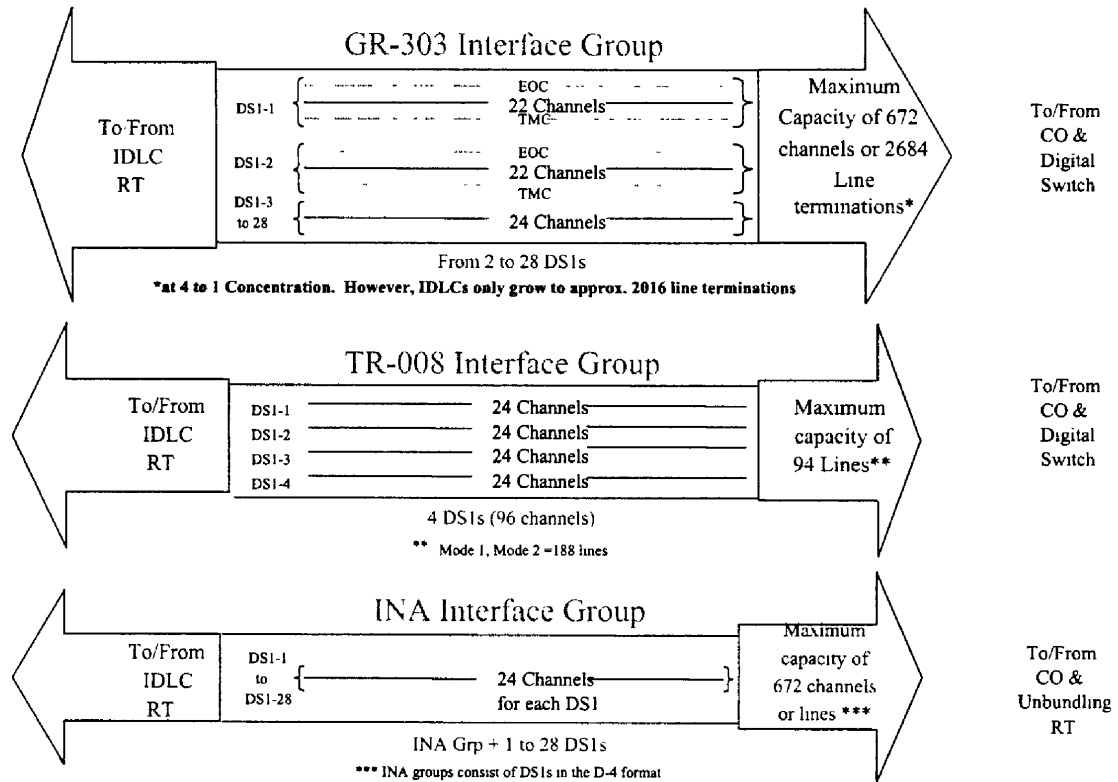 GR-303 Interface Group
To/From
IDLC
RT
DS1-1
EOC
22 Channels
TMC
DS1-2
EOC
22 Channels
TMC
DS1-3
to 28
24 Channels
Maximum
Capacity of 672
channels or 2684
Line
terminations*
To/From
CO &
Digital
Switch
From 2 to 28 DS1s
*at 4 to 1 Concentration. However, IDLCs only grow to approx. 2016 line terminations
TR-008 Interface Group
To/From
IDLC
RT
DS1-1 24 Channels
DS1-2 24 Channels
DS1-3 24 Channels
DS1-4 24 Channels
Maximum
capacity of
94 Lines**
To/From
CO &
Digital
Switch
4 DS1s (96 channels)
** Mode 1, Mode 2 =188 lines
INA Interface Group
To/From
IDLC
RT
DS1-1
to
DS1-28
24 Channels
for each DS1
Maximum
capacity of
672 channels
or lines ***
To/From
CO &
Unbundling
RT
INA Grp + 1 to 28 DS1s
*** INA groups consist of DS1s in the D-4 format